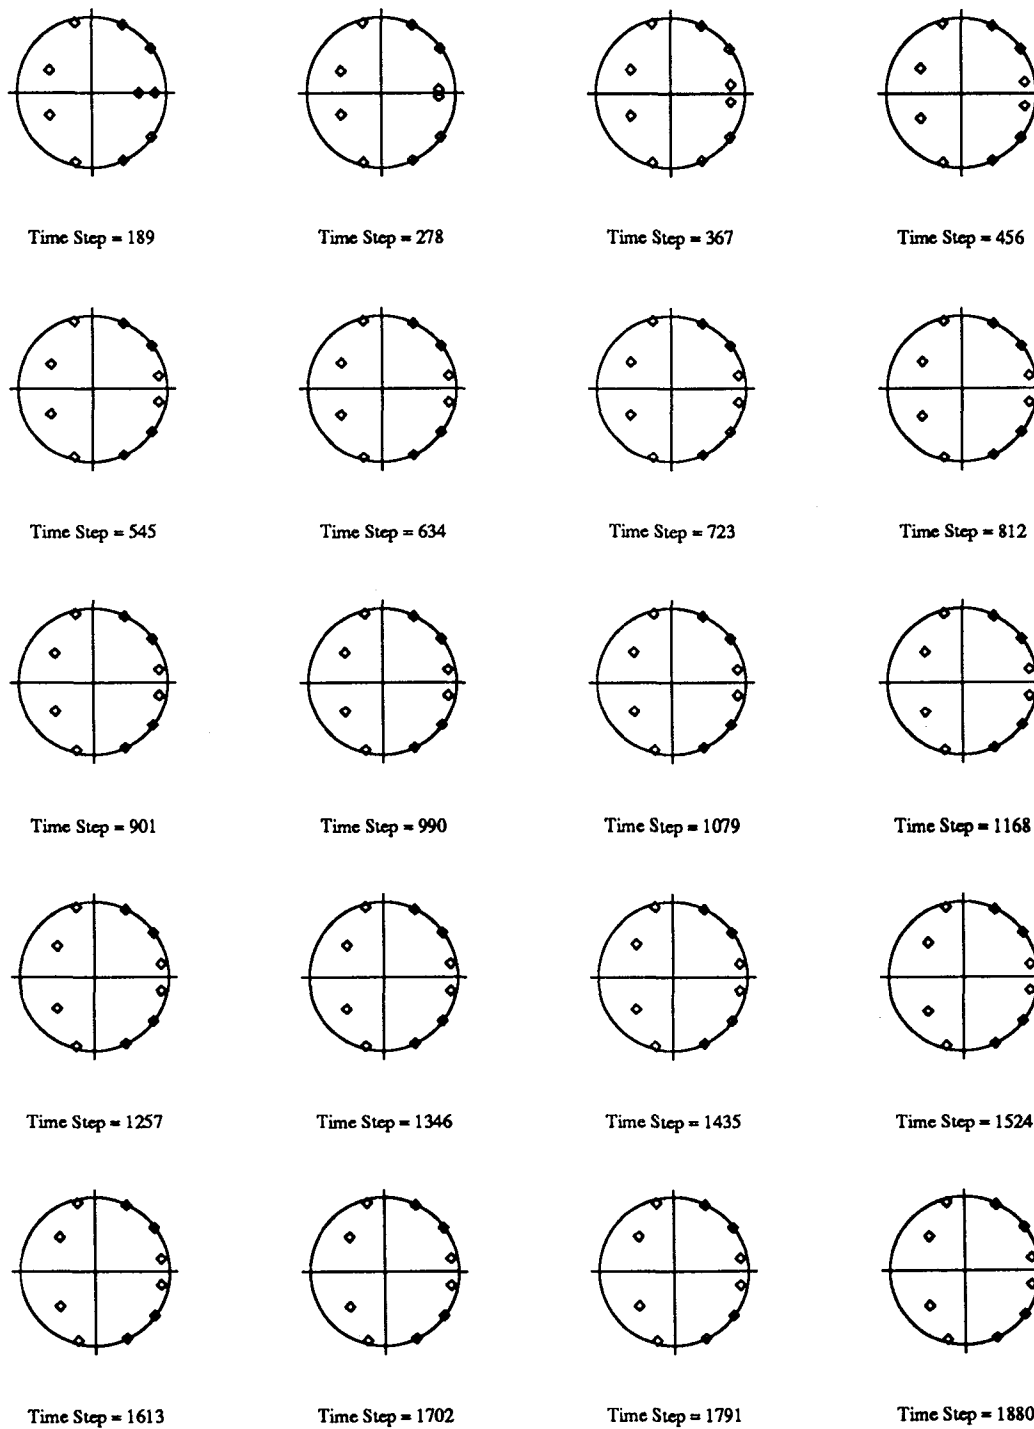 Time Step = 189
Time Step = 278
Time Step = 367
Time Step = 456
Time Step = 545
Time Step = 634
Time Step = 723
Time Step = 812
Time Step = 901
Time Step = 990
Time Step = 1079
Time Step = 1168
Time Step = 1257
Time Step = 1346
Time Step = 1435
Time Step = 1524
Time Step = 1613
Time Step = 1702
Time Step = 1791
Time Step = 1880